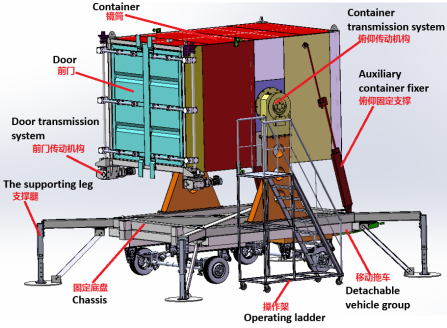 Container
镜筒
Container
transmission system
俯仰传动机构
Door
前门
Auxiliary
container fixer
俯仰固定支撑
Door transmission
system
前门传动机构
The supporting leg
支撑腿
固定底盘
Chassis
移动拖车
Detachable
vehicle group
操作架
Operating ladder